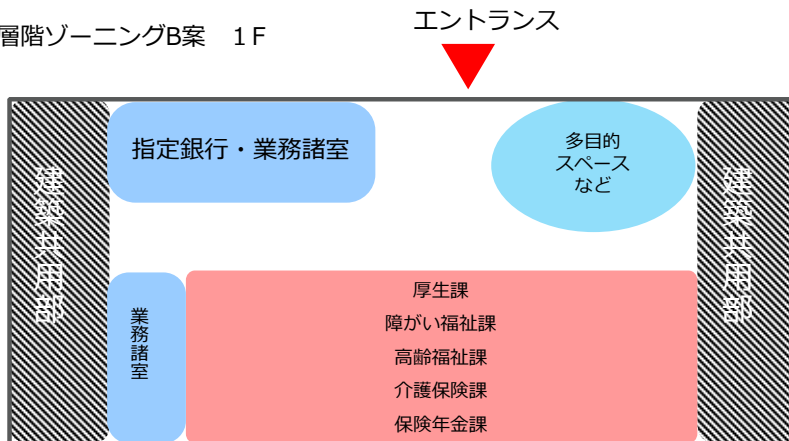 層階ゾーニングB案　１F
エントランス
指定銀行・業務諸室
多目的
スペース
など
建築共用部
建築共用部
業務諸室
厚生課
障がい福祉課
高齢福祉課
介護保険課
保険年金課